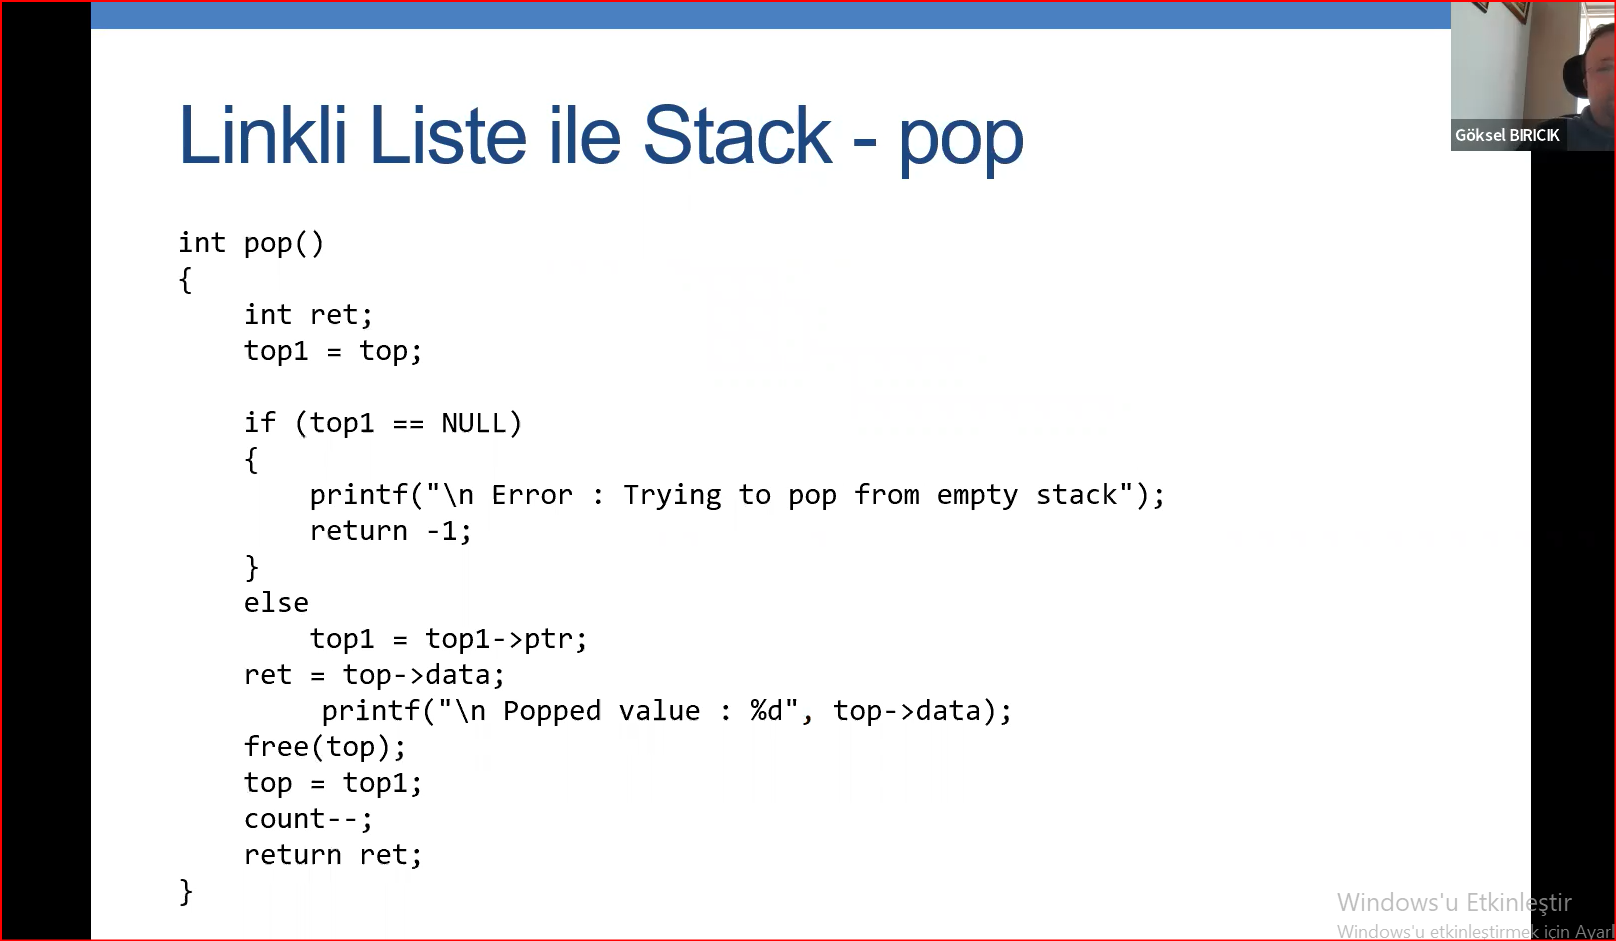 Linkli Liste ile Stack - pop
Göksel BIRICIK
int pop()
{
int ret;
top1 = top;
if (top1 == NULL)
{
printf("\n Error : Trying to pop from empty stack");
return -1;
}
else
top1 = top1->ptr;
ret = top->data;
printf("\n Popped value : %d", top->data);
free(top);
top = top1;
count--;
return ret;
}
Windows'u Etkinleştir
Windows'u etkinleştirmek için